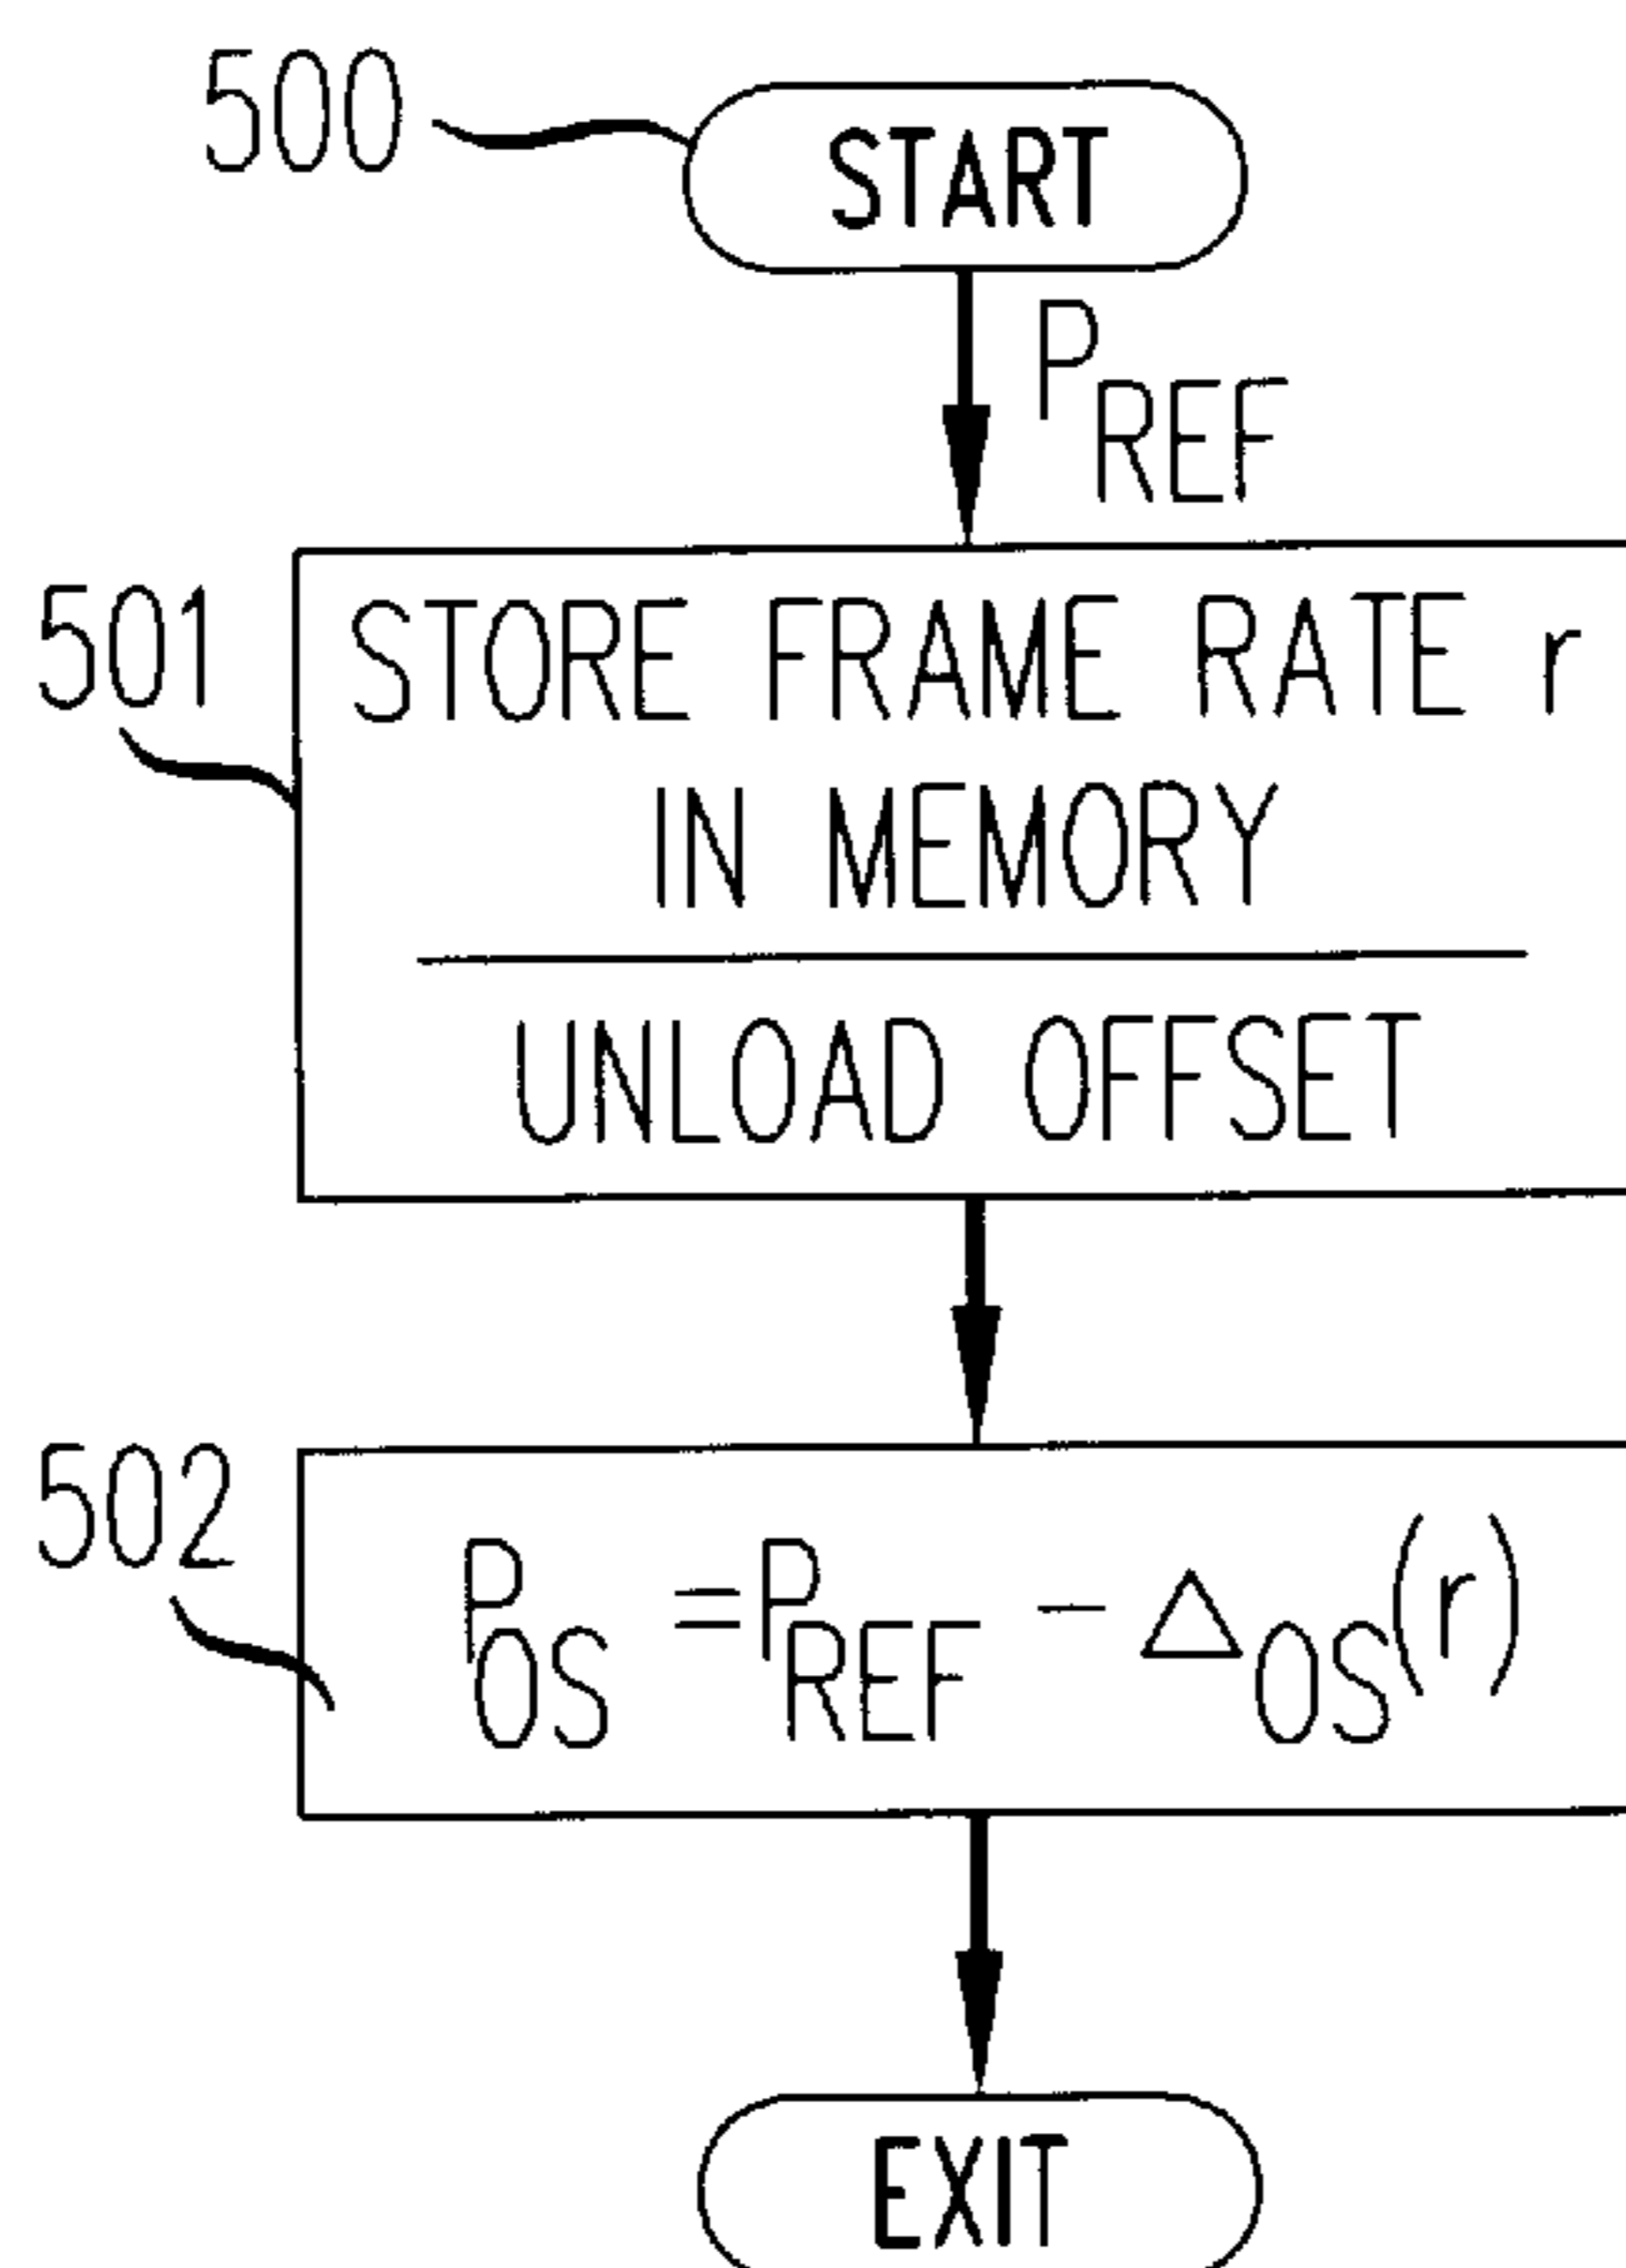 500
START
P_REF
501
STORE FRAME RATE r
IN MEMORY
UNLOAD OFFSET
502
P_OS = P_REF - Δ_OS(r)
EXIT